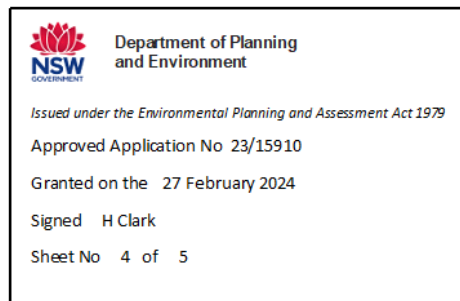 Department of Planning
and Environment
NSW
GOVERNMENT
Issued under the Environmental Planning and Assessment Act 1979
Approved Application No 23/15910
Granted on the 27 February 2024
Signed H Clark
Sheet No 4 of 5